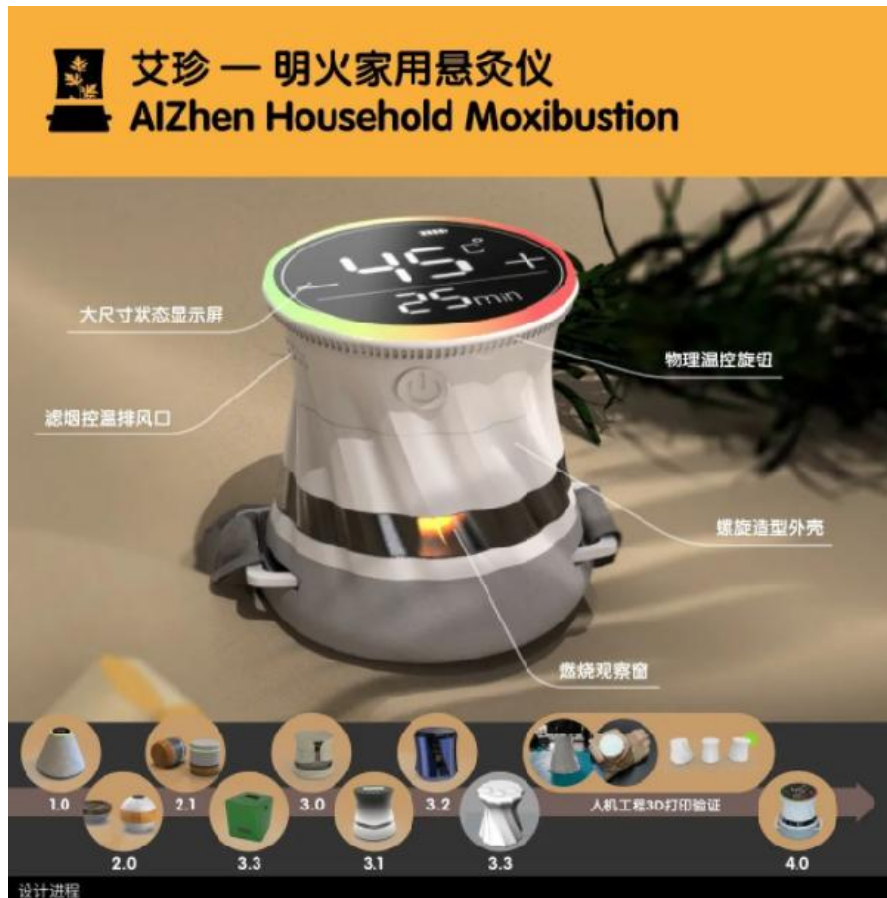 艾珍 — 明火家用悬灸仪
AIZhen Household Moxibustion
45℃ +
25min
大尺寸状态显示屏
物理温控旋钮
滤烟控温排风口
螺旋造型外壳
燃烧观察窗
1.0
2.1
3.0
3.2
人机工程3D打印验证
2.0
3.3
3.1
3.3
4.0
设计进程